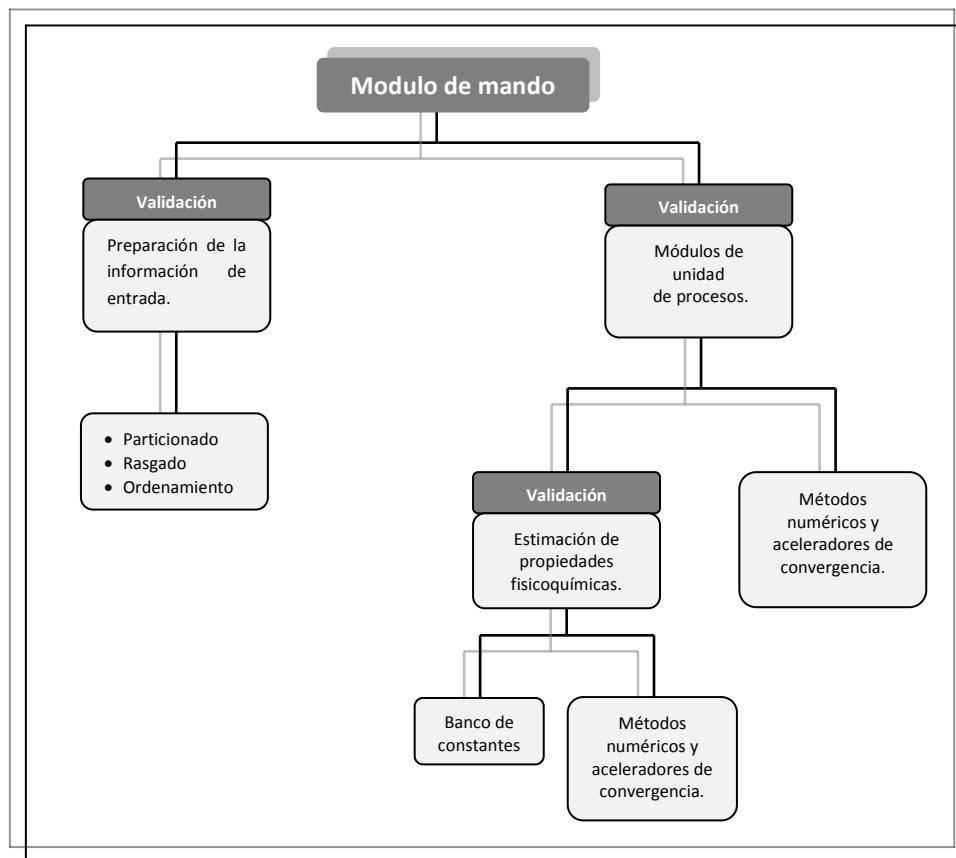 Modulo de mando
Validación
Preparación de la
información de
entrada.
Validación
Módulos de
unidad
de procesos.
• Particionado
• Rasgado
• Ordenamiento
Validación
Estimación de
propiedades
fisicoquímicas.
Métodos
numéricos y
aceleradores de
convergencia.
Banco de
constantes
Métodos
numéricos y
aceleradores de
convergencia.